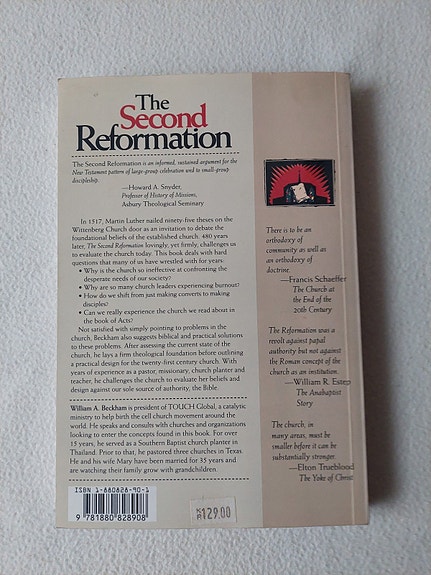 The
Second
Reformation
The Second Reformation is an informed, sustained argument for the
New Testament pattern of large-group celebration and to small-group
discipleship.
—Howard A. Snyder,
Professor of History of Missions,
Asbury Theological Seminary
In 1517, Martin Luther nailed ninety-five theses on the
Wittenberg Church door as an invitation to debate the
foundational beliefs of the established church. 480 years
later, The Second Reformation lovingly, yet firmly, challenges us
to evaluate the church today. This book deals with hard
questions that many of us have wrestled with for years:
• Why is the church so ineffective at confronting the
desperate needs of our society?
• Why are so many church leaders experiencing burnout?
• How do we shift from just making converts to making
disciples?
• Can we really experience the church we read about in
the book of Acts?
Not satisfied with simply pointing to problems in the
church, Beckham also suggests biblical and practical solutions
to these problems. After assessing the current state of the
church, he lays a firm theological foundation before outlining
a practical design for the twenty-first century church. With
years of experience as a pastor, missionary, church planter and
teacher, he challenges the church to evaluate her beliefs and
design against our sole source of authority, the Bible.
William A. Beckham is president of TOUCH Global, a catalytic
ministry to help birth the cell church movement around the
world. He speaks and consults with churches and organizations
looking to enter the concepts found in this book. For over
15 years, he served as a Southern Baptist church planter in
Thailand. Prior to that, he pastored three churches in Texas.
He and his wife Mary have been married for 35 years and
are watching their family grow with grandchildren.
ISBN 1-880828-90-1
9 781880 828908
KR 129.00
There is to be an
orthodoxy of
community as well as
an orthodoxy of
doctrine.
—Francis Schaeffer
The Church at
the End of the
20th Century
The Reformation was a
revolt against papal
authority but not against
the Roman concept of the
church as an institution.
—William R. Estep
The Anabaptist
Story
The church, in
many areas, must be
smaller before it can be
substantially stronger.
—Elton Trueblood
The Yoke of Christ